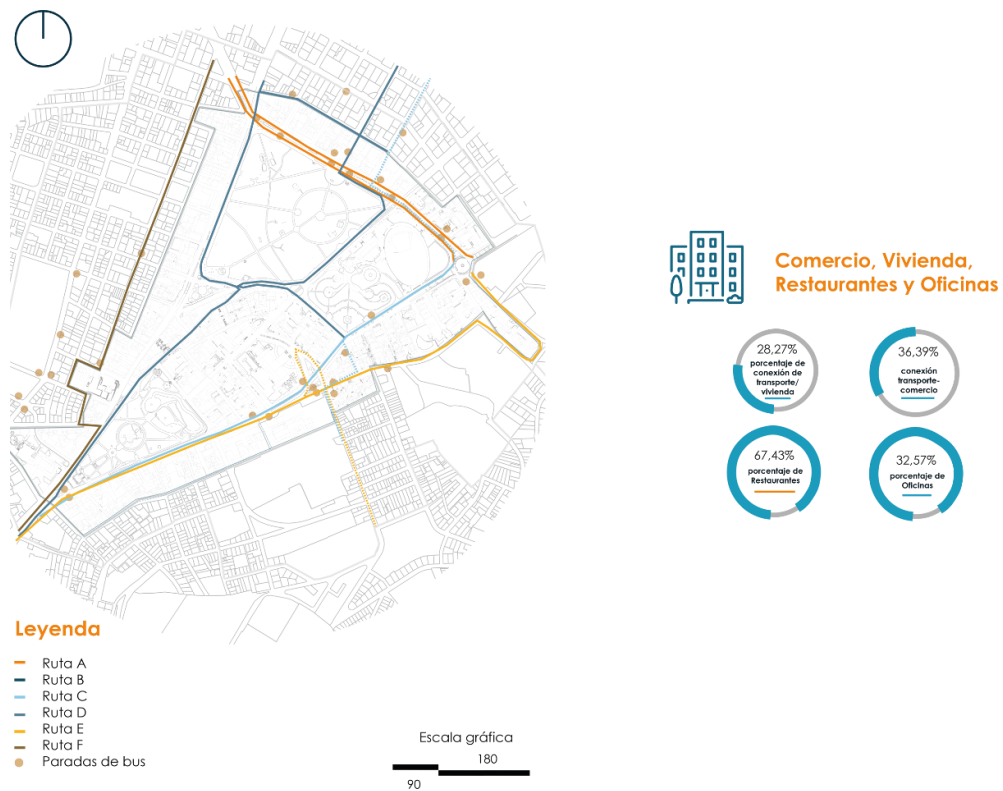 Comercio, Vivienda,
Restaurantes y Oficinas
28,27%
porcentaje de
conexión de
transporte/
vivienda
36,39%
conexión
transporte-
comercio
67,43%
porcentaje de
Restaurantes
32,57%
porcentaje de
Oficinas
Leyenda
Ruta A
Ruta B
Ruta C
Ruta D
Ruta E
Ruta F
Paradas de bus
Escala gráfica
180
90